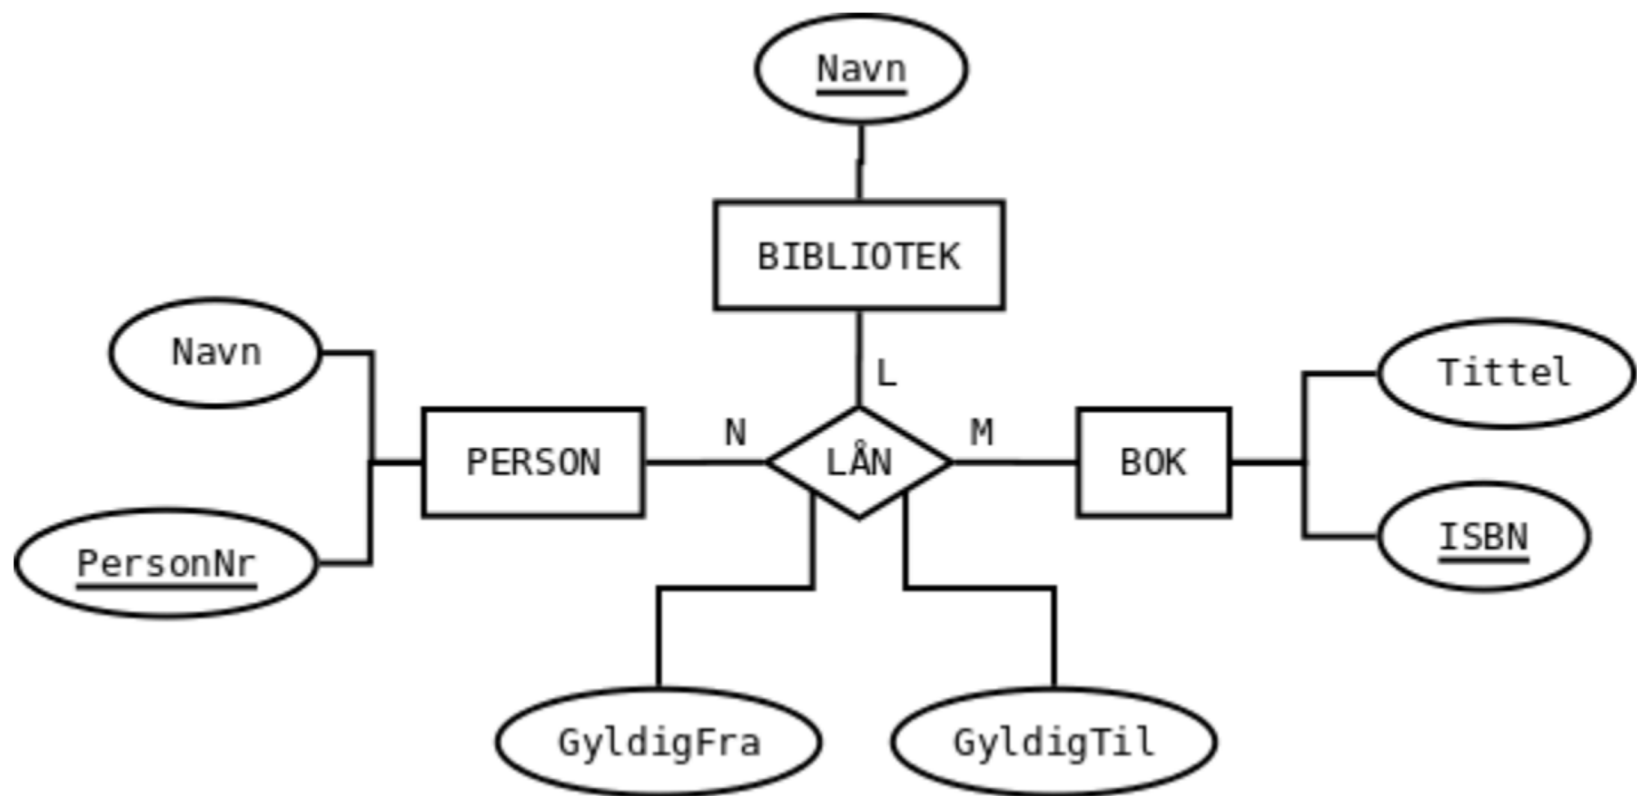 Navn
BIBLIOTEK
L
Navn
Tittel
N
M
PERSON
LÅN
BOK
PersonNr
ISBN
GyldigFra
GyldigTil